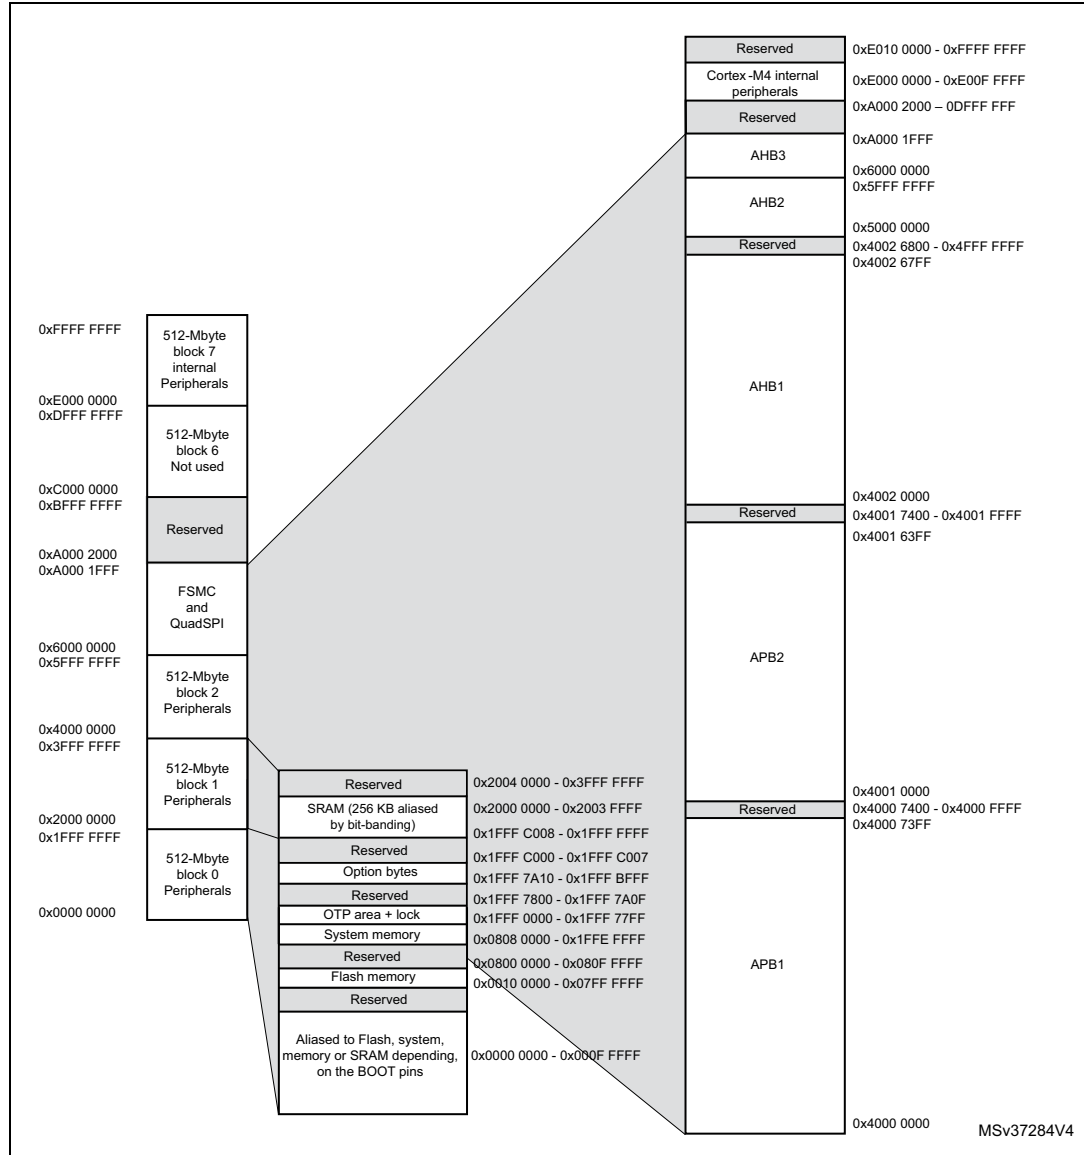 Reserved
0xE010 0000 - 0xFFFF FFFF
Cortex-M4 internal
peripherals
0xE000 0000 - 0xE00F FFFF
Reserved
0xA000 2000 – 0DFFF FFF
0xA000 1FFF
AHB3
0x6000 0000
0x5FFF FFFF
AHB2
0x5000 0000
Reserved
0x4002 6800 - 0x4FFF FFFF
0x4002 67FF
AHB1
0x4002 0000
Reserved
0x4001 7400 - 0x4001 FFFF
0x4001 63FF
APB2
0x4001 0000
Reserved
0x4000 7400 - 0x4000 FFFF
0x4000 73FF
APB1
0x4000 0000
0xFFFF FFFF
512-Mbyte
block 7
internal
Peripherals
0xE000 0000
0xDFFF FFFF
512-Mbyte
block 6
Not used
0xC000 0000
0xBFFF FFFF
Reserved
0xA000 2000
0xA000 1FFF
FSMC
and
QuadSPI
0x6000 0000
0x5FFF FFFF
512-Mbyte
block 2
Peripherals
0x4000 0000
0x3FFF FFFF
512-Mbyte
block 1
Peripherals
0x2000 0000
0x1FFF FFFF
512-Mbyte
block 0
Peripherals
0x0000 0000
Reserved
0x2004 0000 - 0x3FFF FFFF
SRAM (256 KB aliased
by bit-banding)
0x2000 0000 - 0x2003 FFFF
0x1FFF C008 - 0x1FFF FFFF
Reserved
0x1FFF C000 - 0x1FFF C007
Option bytes
0x1FFF 7A10 - 0x1FFF BFFF
Reserved
0x1FFF 7800 - 0x1FFF 7A0F
OTP area + lock
0x1FFF 0000 - 0x1FFF 77FF
System memory
0x0808 0000 - 0x1FFE FFFF
Reserved
0x0800 0000 - 0x080F FFFF
Flash memory
0x0010 0000 - 0x07FF FFFF
Reserved
Aliased to Flash, system,
memory or SRAM depending,
on the BOOT pins
0x0000 0000 - 0x000F FFFF
MSv37284V4